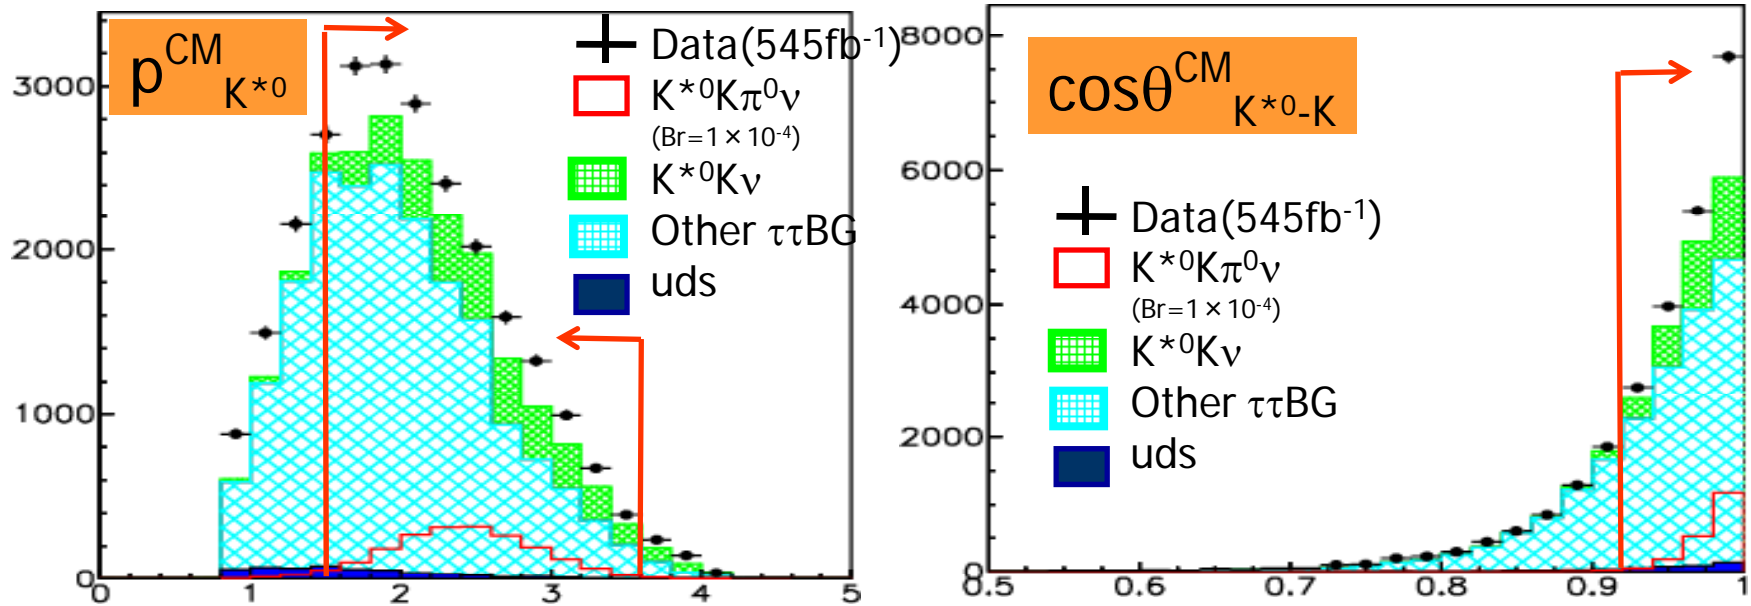 p^CM_K*0
Data(545fb-1)
K*0Kπ0ν
(Br=1×10-4)
K*0Kν
Other ττBG
uds
3000
2000
1000
0
0 1 2 3 4 5
cosθ^CM_K*0-K
Data(545fb-1)
K*0Kπ0ν
(Br=1×10-4)
K*0Kν
Other ττBG
uds
8000
6000
4000
2000
0
0.5 0.6 0.7 0.8 0.9 1